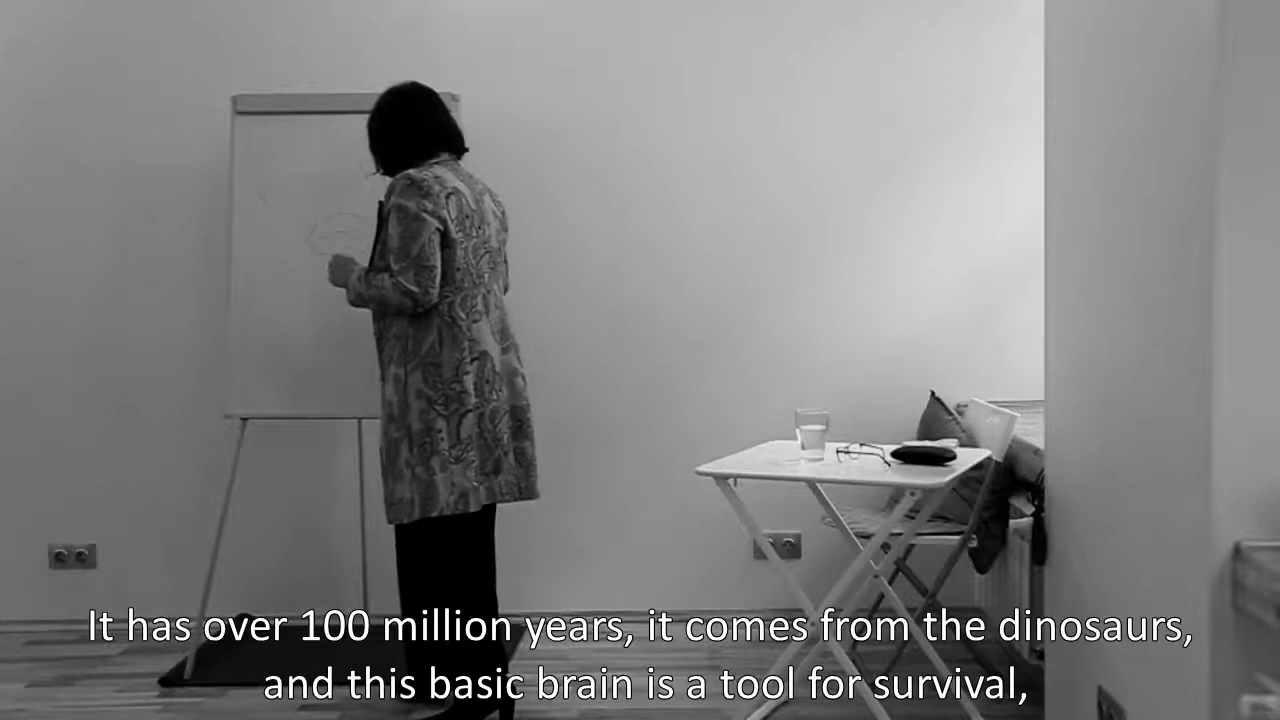 It has over 100 million years, it comes from the dinosaurs,
and this basic brain is a tool for survival,